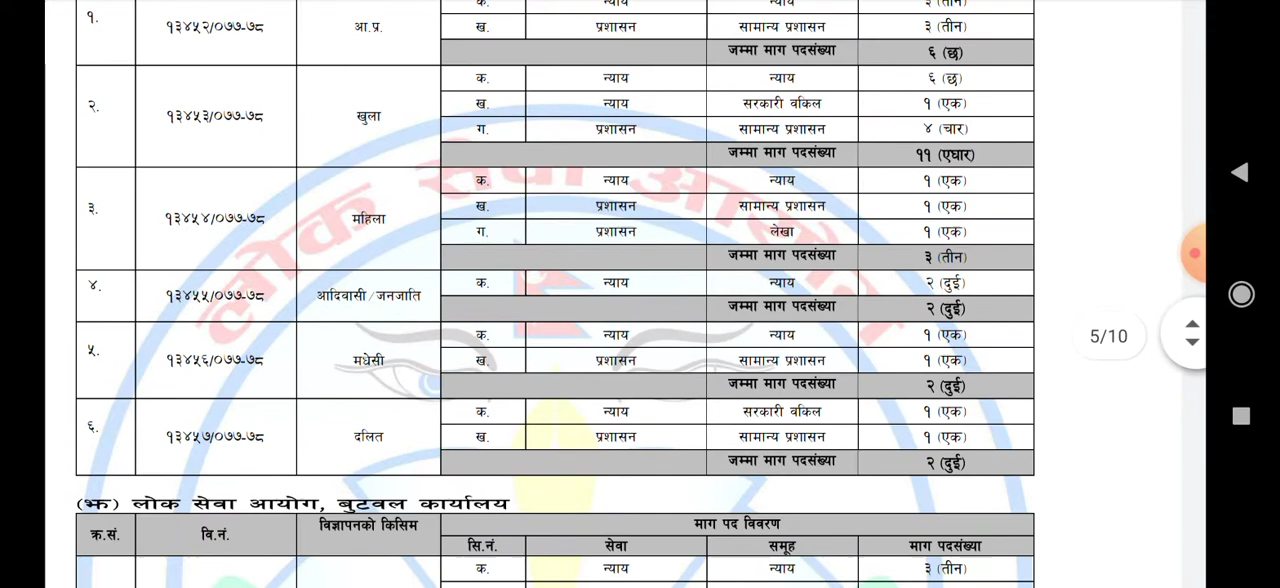 क. न्याय न्याय ३ (तीन)
१. १३४५२/०७७-७८ आ.प्र. ख. प्रशासन सामान्य प्रशासन ३ (तीन)
जम्मा माग पदसंख्या ६ (छ)
क. न्याय न्याय ६ (छ)
२. १३४५३/०७७-७८ खुला ख. न्याय सरकारी वकिल १ (एक)
ग. प्रशासन सामान्य प्रशासन ४ (चार)
जम्मा माग पदसंख्या ११ (एघार)
क. न्याय न्याय १ (एक)
३. १३४५४/०७७-७८ महिला ख. प्रशासन सामान्य प्रशासन १ (एक)
ग. प्रशासन लेखा १ (एक)
जम्मा माग पदसंख्या ३ (तीन)
४. १३४५५/०७७-७८ आदिवासी/जनजाति क. न्याय न्याय २ (दुई)
जम्मा माग पदसंख्या २ (दुई)
क. न्याय न्याय १ (एक)
५. १३४५६/०७७-७८ मधेसी ख. प्रशासन सामान्य प्रशासन १ (एक)
जम्मा माग पदसंख्या २ (दुई)
क. न्याय सरकारी वकिल १ (एक)
६. १३४५७/०७७-७८ दलित ख. प्रशासन सामान्य प्रशासन १ (एक)
जम्मा माग पदसंख्या २ (दुई)
लोक सेवा आयोग
5/10
(झ) लोक सेवा आयोग, बुटवल कार्यालय
क्र.सं. वि.नं. विज्ञापनको किसिम माग पद विवरण
सि.नं. सेवा समूह माग पदसंख्या
क. न्याय न्याय ३ (तीन)